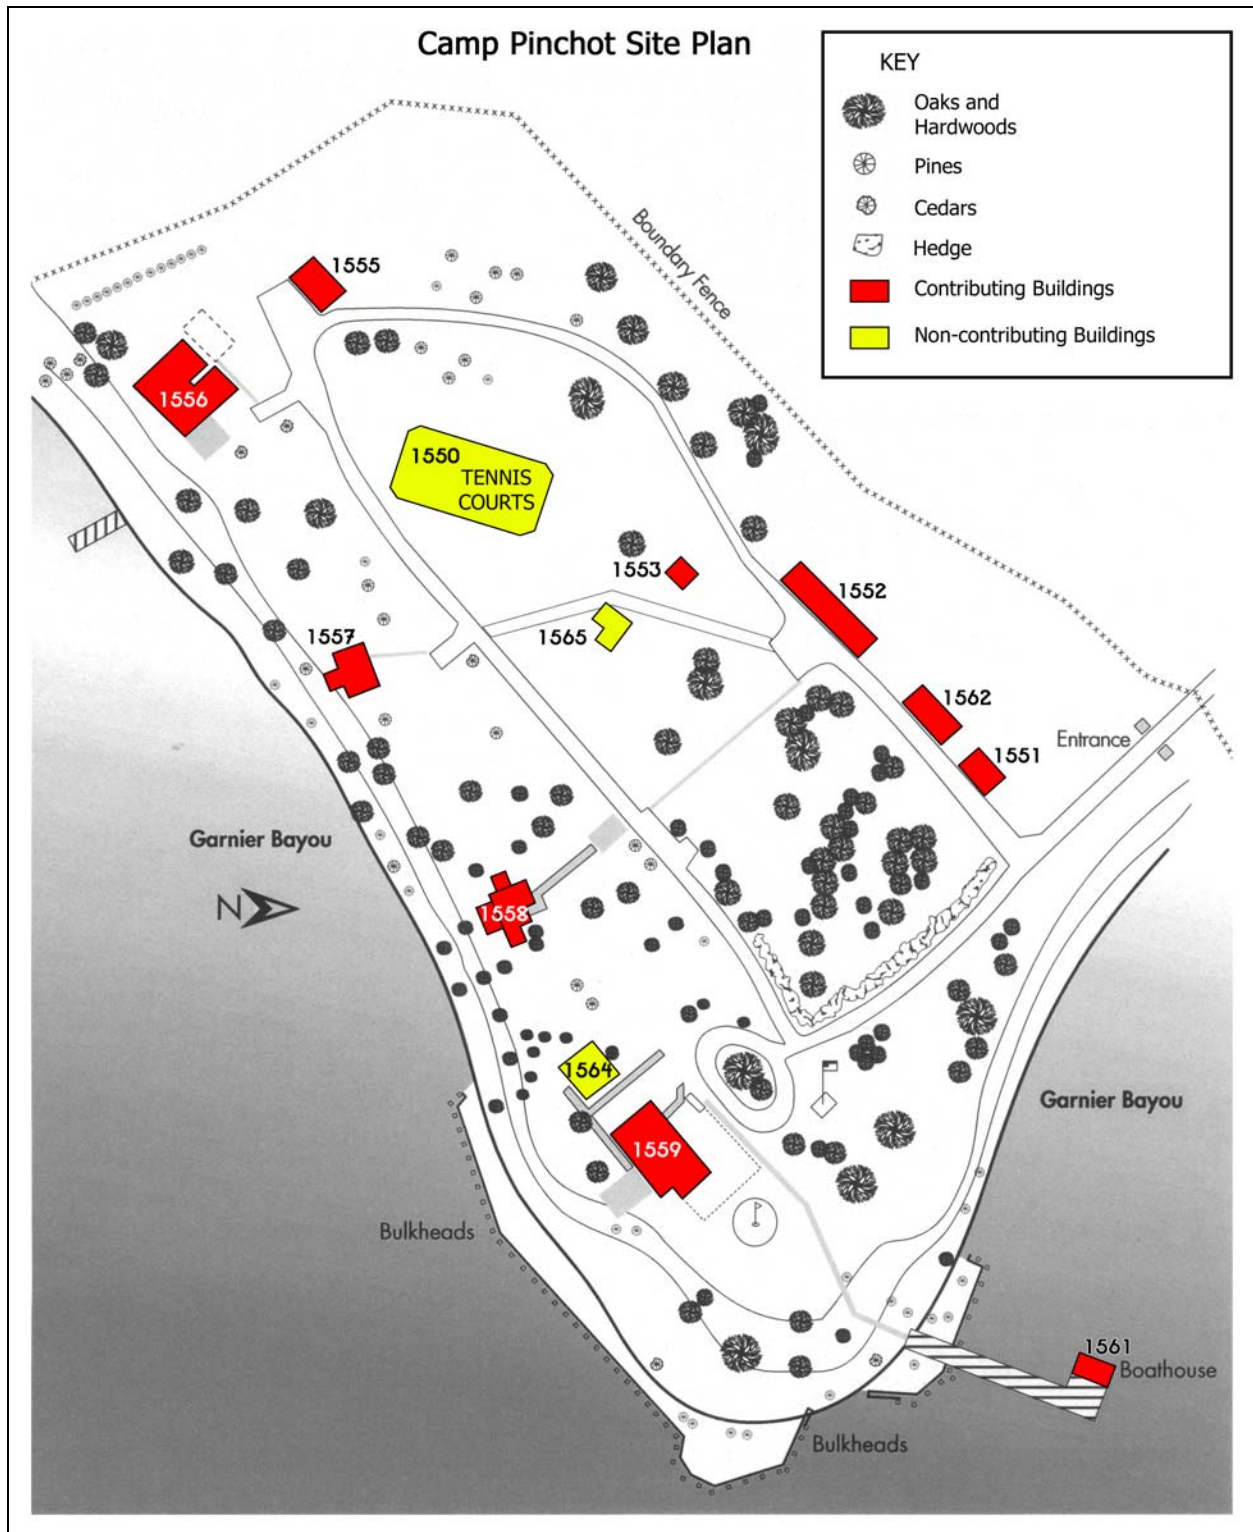 Camp Pinchot Site Plan
KEY
Oaks and
Hardwoods
Pines
Cedars
Hedge
Contributing Buildings
Non-contributing Buildings
Boundary Fence
1555
1556
1550
TENNIS
COURTS
1553
1552
1565
1557
1562
1551
Entrance
Garnier Bayou
N
1558
1564
1559
Garnier Bayou
Bulkheads
1561
Boathouse
Bulkheads